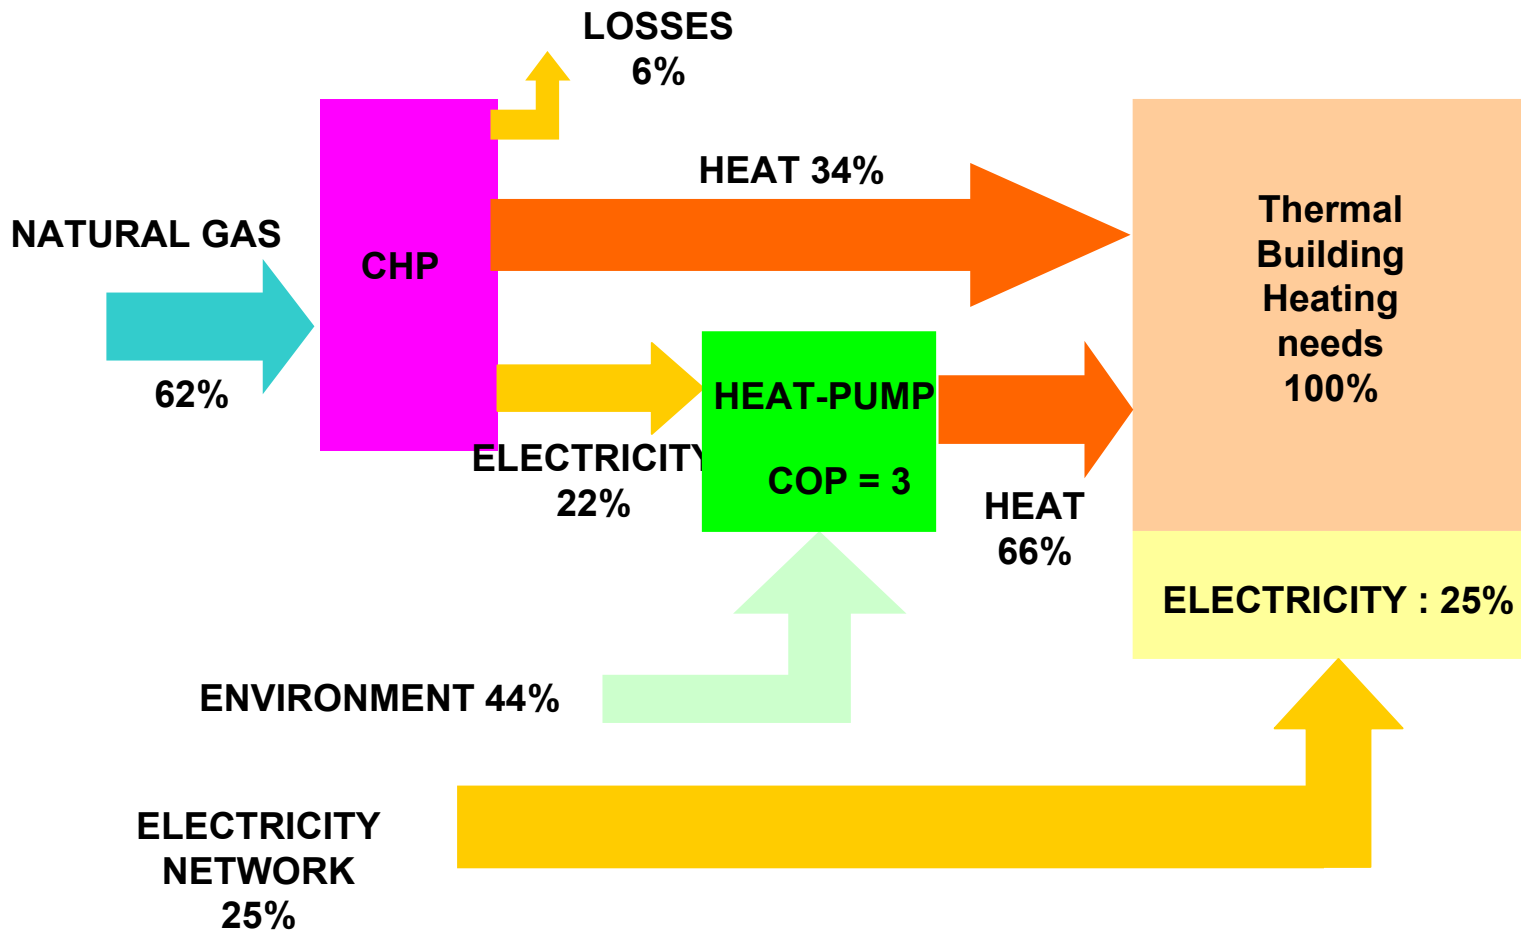 LOSSES
6%
HEAT 34%
NATURAL GAS
62%
CHP
Thermal
Building
Heating
needs
100%
HEAT-PUMP
COP = 3
ELECTRICITY
22%
HEAT
66%
ELECTRICITY : 25%
ENVIRONMENT 44%
ELECTRICITY
NETWORK
25%